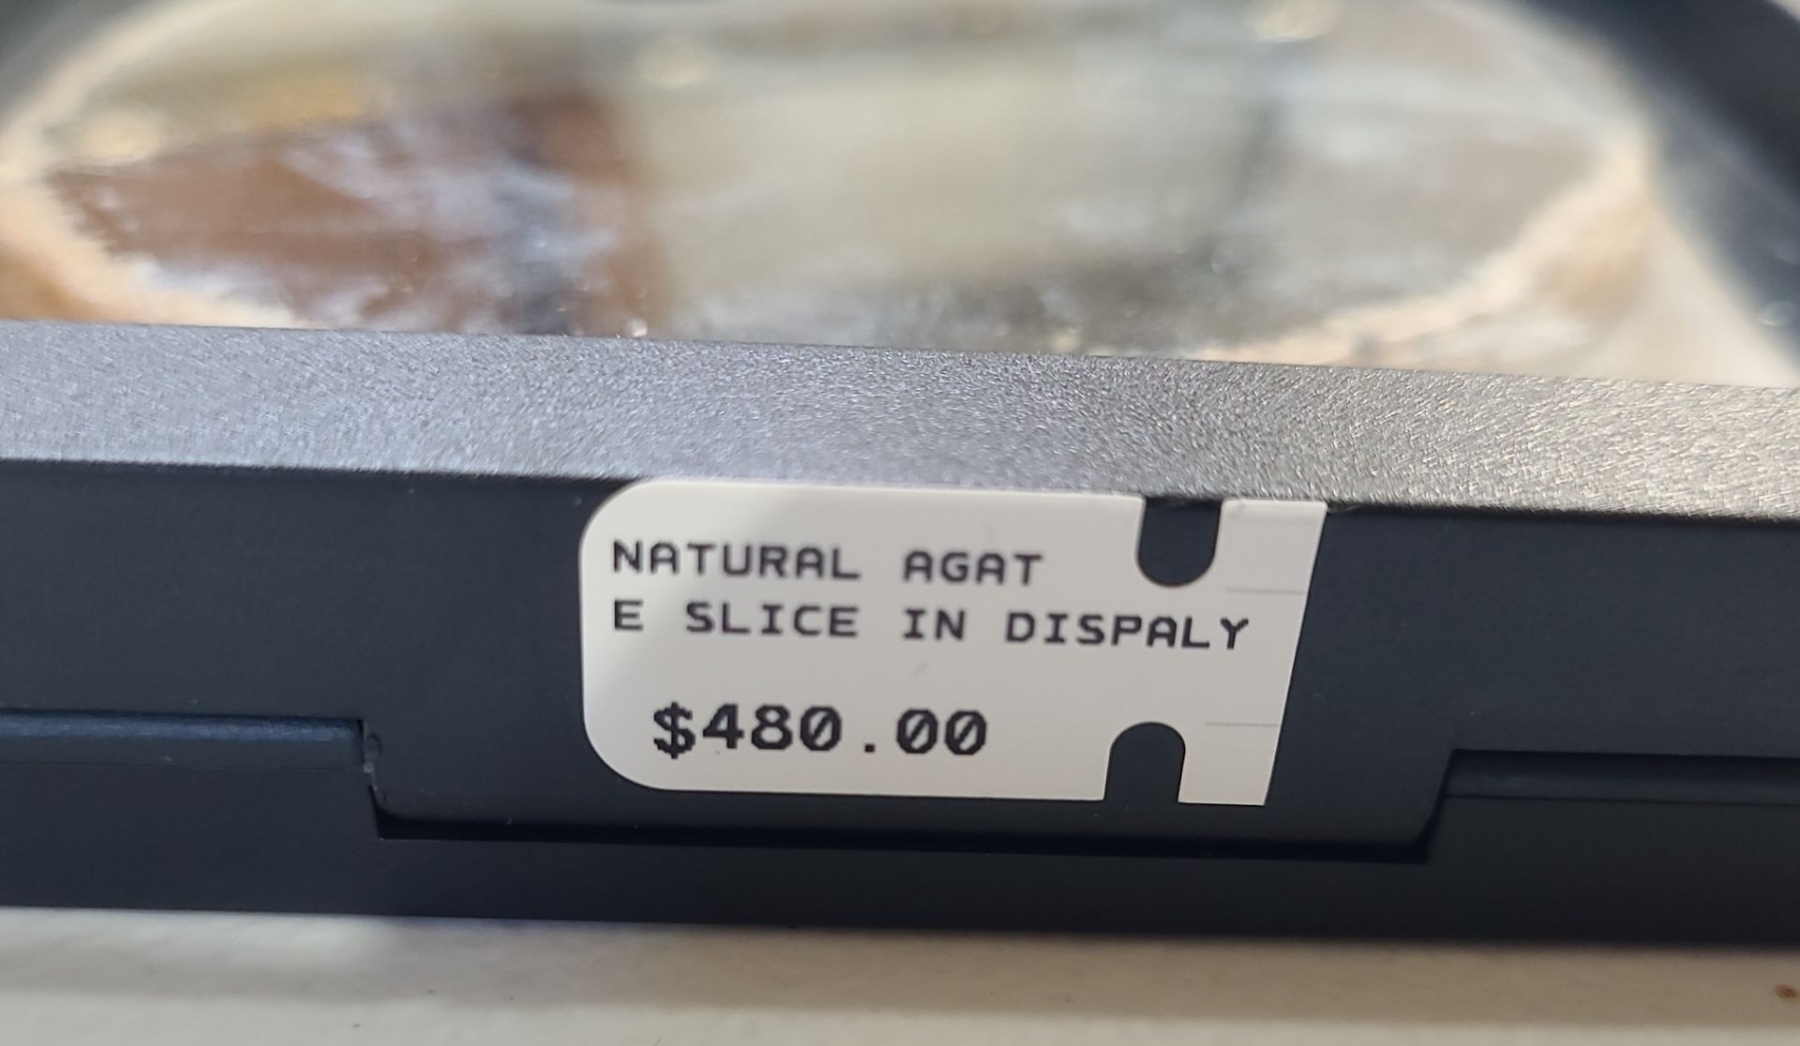 NATURAL AGAT
E SLICE IN DISPALY
$480.00